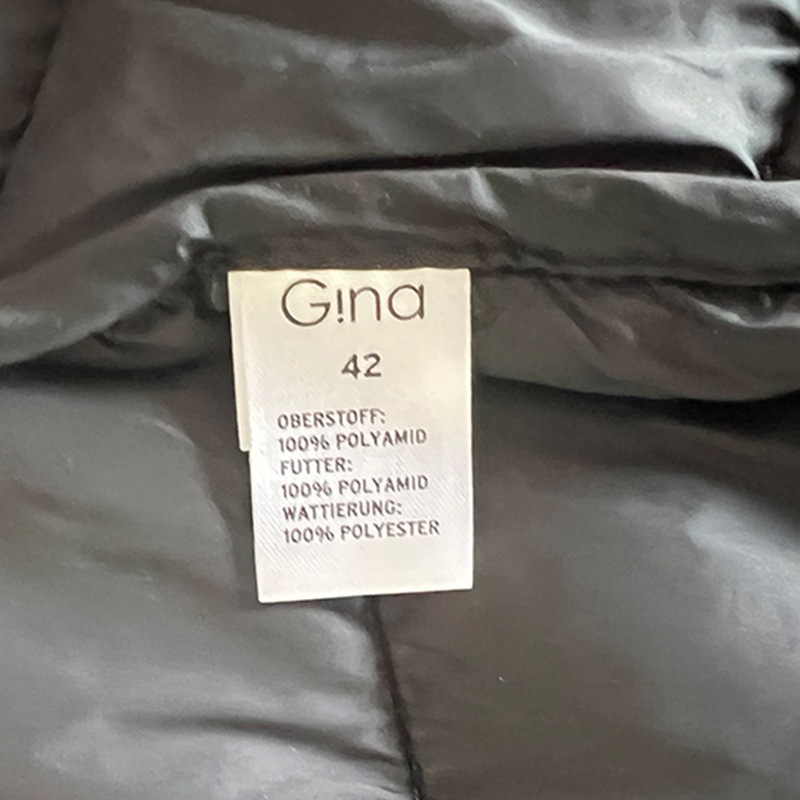 G!na
42
OBERSTOFF:
100% POLYAMID
FUTTER:
100% POLYAMID
WATTIERUNG:
100% POLYESTER